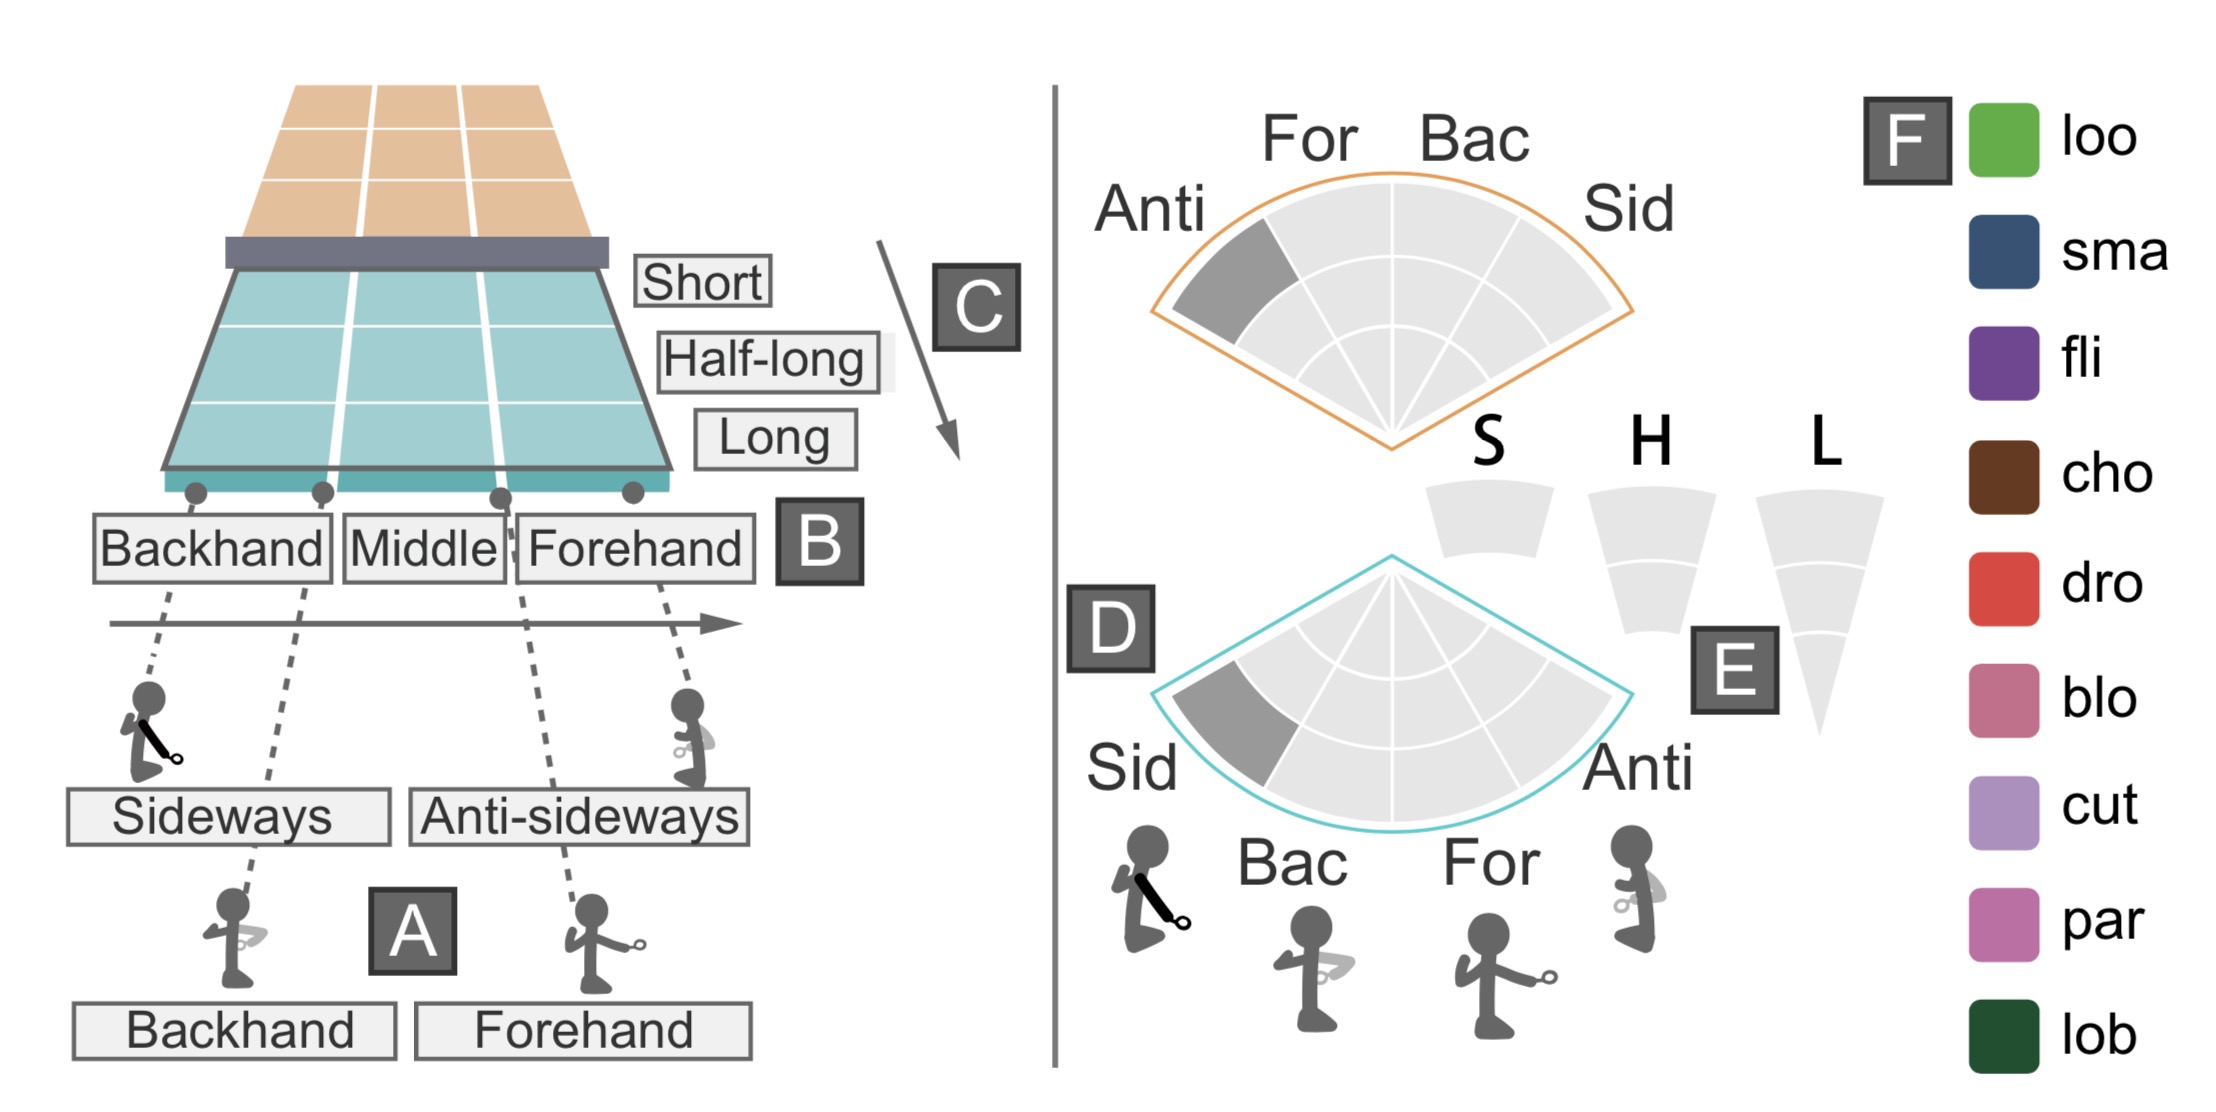 Short
Half-long
Long
C
Backhand
Middle
Forehand
B
Sideways
Anti-sideways
A
Backhand
Forehand
For
Bac
Anti
Sid
S
H
L
D
E
Sid
Anti
Bac
For
F
loo
sma
fli
cho
dro
blo
cut
par
lob